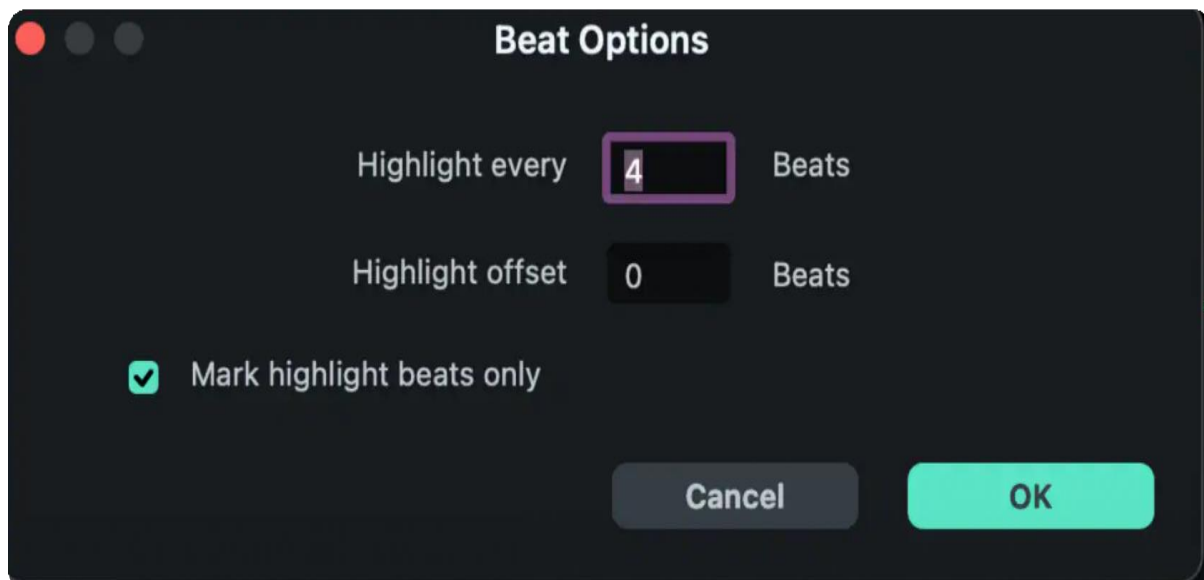 Beat Options
Highlight every 4 Beats
Highlight offset 0 Beats
Mark highlight beats only
Cancel OK